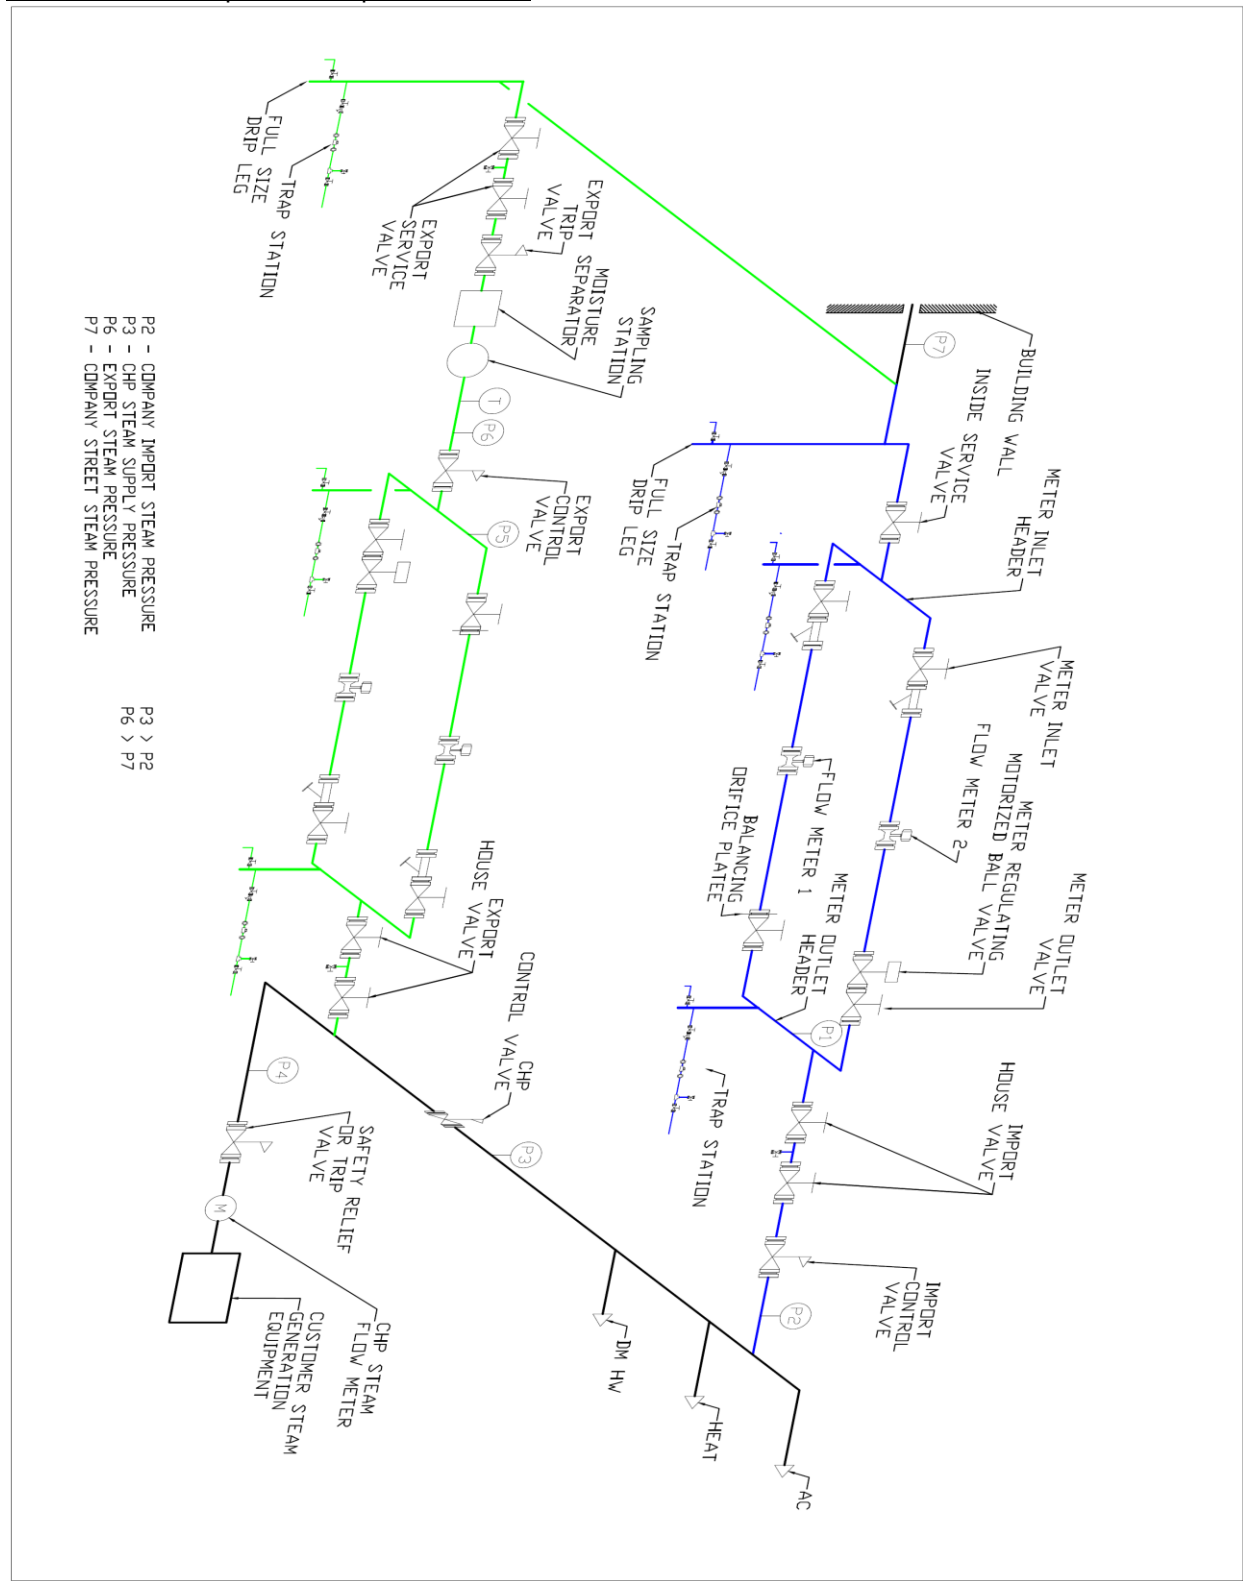 METER OUTLET
VALVE
METER INLET
VALVE
BUILDING WALL
METER INLET
HEADER
INSIDE SERVICE
VALVE
METER REGULATING
MOTORIZED BALL VALVE
FLOW METER 2
HOUSE IMPORT
VALVE
IMPORT
CONTROL
VALVE
P7
METER OUTLET
HEADER
FLOW METER 1
P1
P2
AC
BALANCING
ORIFICE PLATEE
TRAP STATION
HEAT
TRAP STATION
FULL SIZE
DRIP LEG
SAMPLING
STATION
MOISTURE
SEPARATOR
EXPORT
TRIP
VALVE
EXPORT
CONTROL
VALVE
DM HW
T
P6
P5
EXPORT
HOUSE VALVE
CHP
CONTROL VALVE
P3
EXPORT
SERVICE
VALVE
SAFETY RELIEF
OR TRIP
VALVE
CHP STEAM
FLOW METER
P4
M
CUSTOMER STEAM
GENERATION
EQUIPMENT
TRAP STATION
FULL SIZE
DRIP LEG
P2 - COMPANY IMPORT STEAM PRESSURE
P3 - CHP STEAM SUPPLY PRESSURE
P6 - EXPORT STEAM PRESSURE
P7 - COMPANY STREET STEAM PRESSURE
P3 > P2
P6 > P7